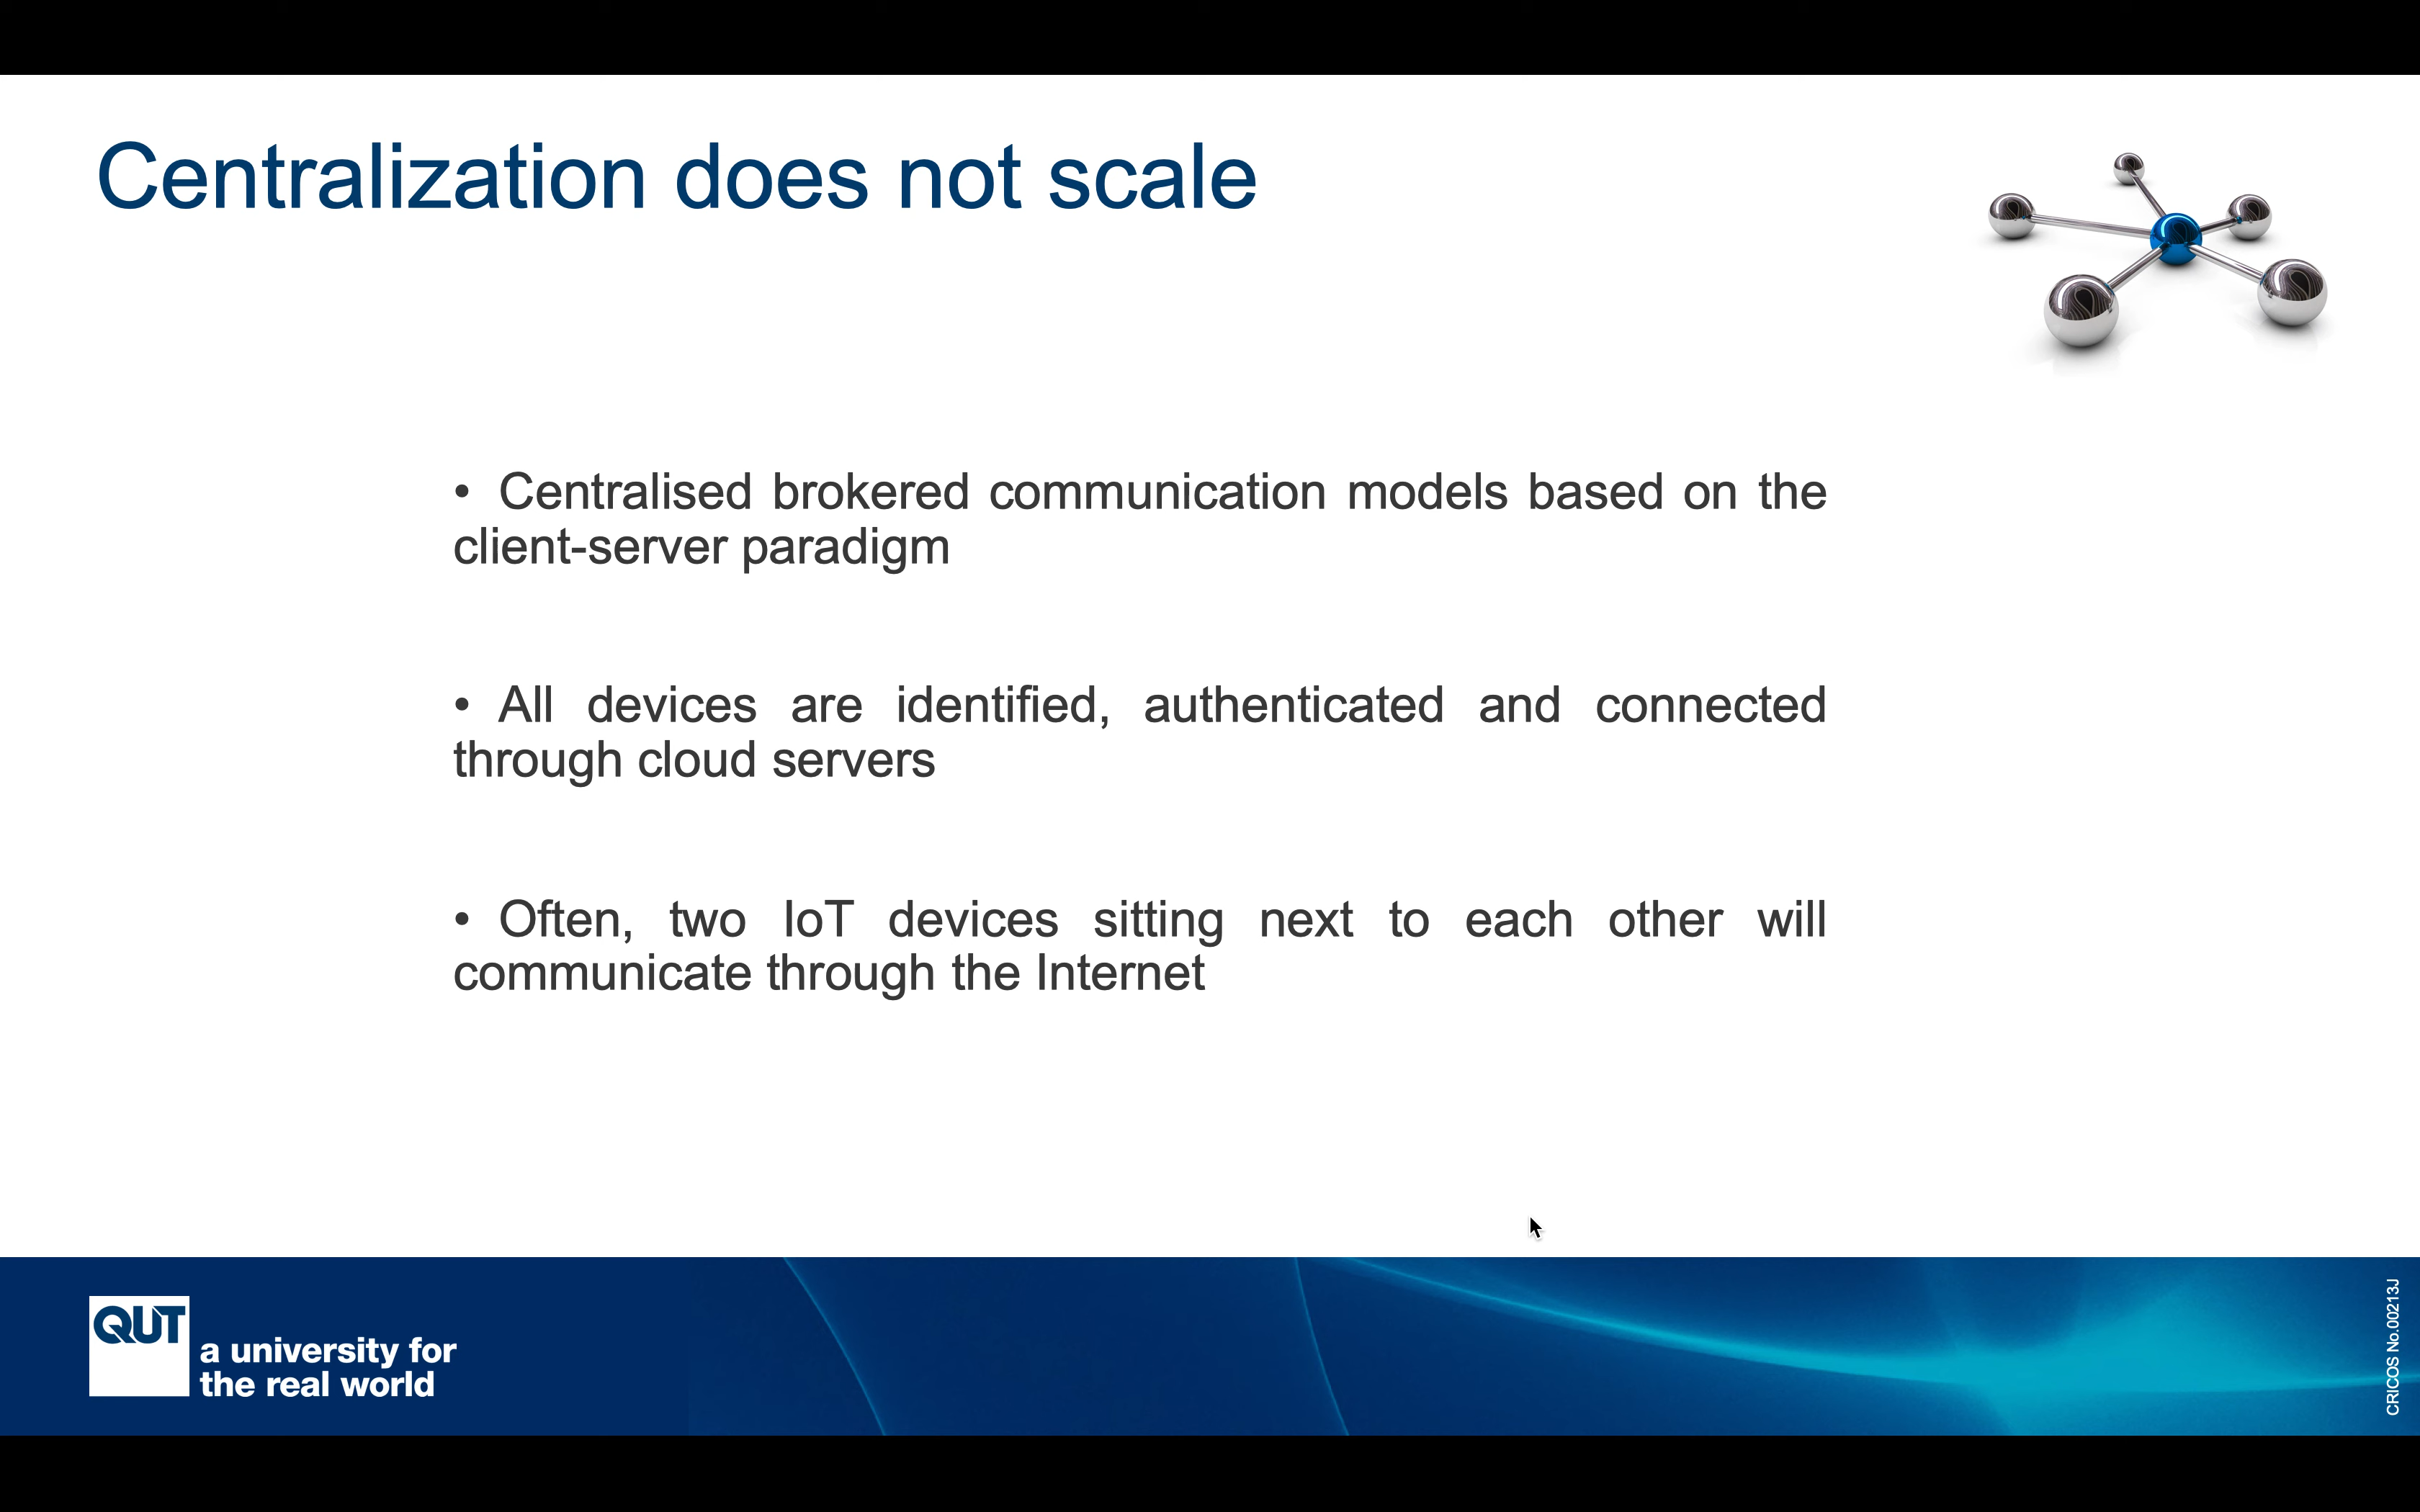 Centralization does not scale
• Centralised brokered communication models based on the
client-server paradigm
• All devices are identified, authenticated and connected
through cloud servers
• Often, two IoT devices sitting next to each other will
communicate through the Internet
QUT
a university for
the real world
CRICOS No.00213J